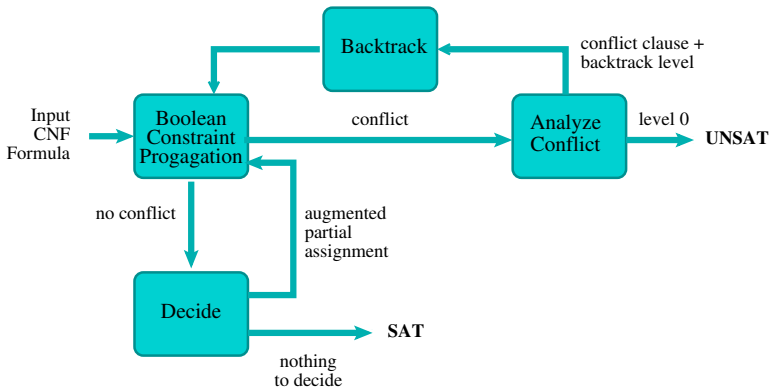 Backtrack
conflict clause +
backtrack level
Input
CNF
Formula
Boolean
Constraint
Progagation
conflict
Analyze
Conflict
level 0
UNSAT
no conflict
augmented
partial
assignment
Decide
SAT
nothing
to decide